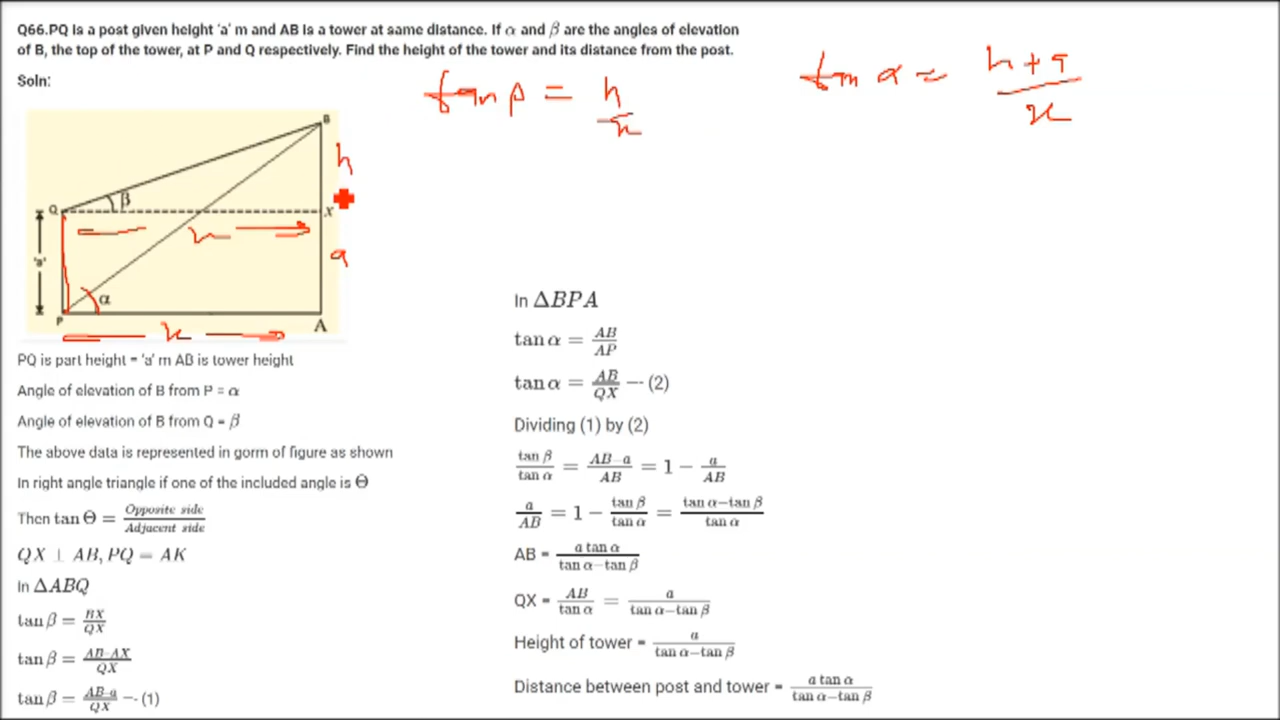 Q66.PQ is a post given height 'a' m and AB is a tower at same distance. If α and β are the angles of elevation
of B, the top of the tower, at P and Q respectively. Find the height of the tower and its distance from the post.
Soln:
tan β = h/x
tan α = h+a/x
B
h
Q
β
X
x
'a'
a
α
P
x
A
PQ is part height = 'a' m AB is tower height
Angle of elevation of B from P = α
Angle of elevation of B from Q = β
The above data is represented in gorm of figure as shown
In right angle triangle if one of the included angle is Θ
Then tan Θ = Opposite side/Adjacent side
QX ⊥ AB, PQ = AK
In ΔABQ
tan β = BX/QX
tan β = AB-AX/QX
tan β = AB-a/QX --- (1)
In ΔBPA
tan α = AB/AP
tan α = AB/QX --- (2)
Dividing (1) by (2)
tan β/tan α = AB-a/AB = 1 − a/AB
a/AB = 1 − tan β/tan α = tan α−tan β/tan α
AB = a tan α/tan α−tan β
QX = AB/tan α = a/tan α−tan β
Height of tower = a/tan α−tan β
Distance between post and tower = a tan α/tan α−tan β